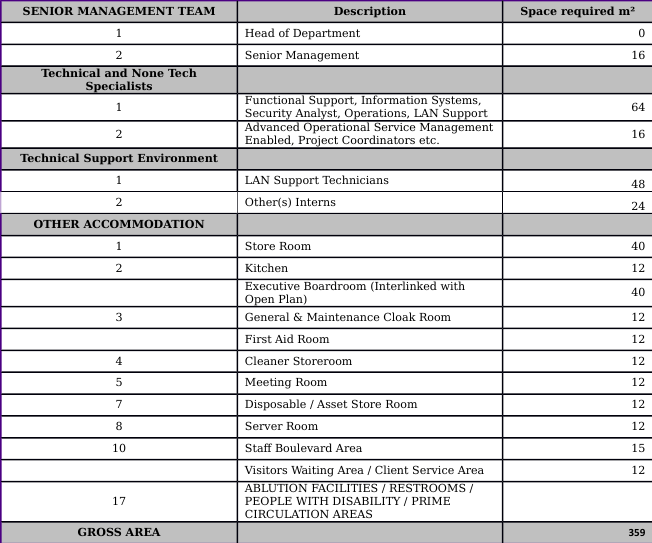 SENIOR MANAGEMENT TEAM Description Space required m²
1 Head of Department 0
2 Senior Management 16
Technical and None Tech
Specialists
1 Functional Support, Information Systems,
Security Analyst, Operations, LAN Support 64
2 Advanced Operational Service Management
Enabled, Project Coordinators etc. 16
Technical Support Environment
1 LAN Support Technicians 48
2 Other(s) Interns 24
OTHER ACCOMMODATION
1 Store Room 40
2 Kitchen 12
Executive Boardroom (Interlinked with
Open Plan) 40
3 General & Maintenance Cloak Room 12
First Aid Room 12
4 Cleaner Storeroom 12
5 Meeting Room 12
7 Disposable / Asset Store Room 12
8 Server Room 12
10 Staff Boulevard Area 15
Visitors Waiting Area / Client Service Area 12
17 ABLUTION FACILITIES / RESTROOMS /
PEOPLE WITH DISABILITY / PRIME
CIRCULATION AREAS
GROSS AREA 359